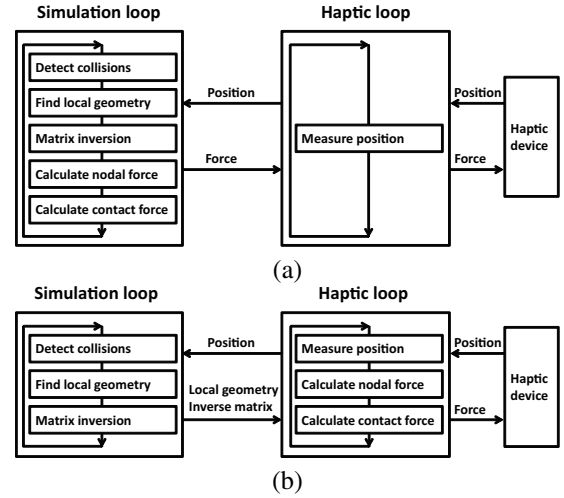 Simulation loop
Haptic loop
Detect collisions
Find local geometry
Matrix inversion
Calculate nodal force
Calculate contact force
Position
Force
Measure position
Position
Force
Haptic
device
(a)
Simulation loop
Haptic loop
Detect collisions
Find local geometry
Matrix inversion
Position
Local geometry
Inverse matrix
Measure position
Calculate nodal force
Calculate contact force
Position
Force
Haptic
device
(b)